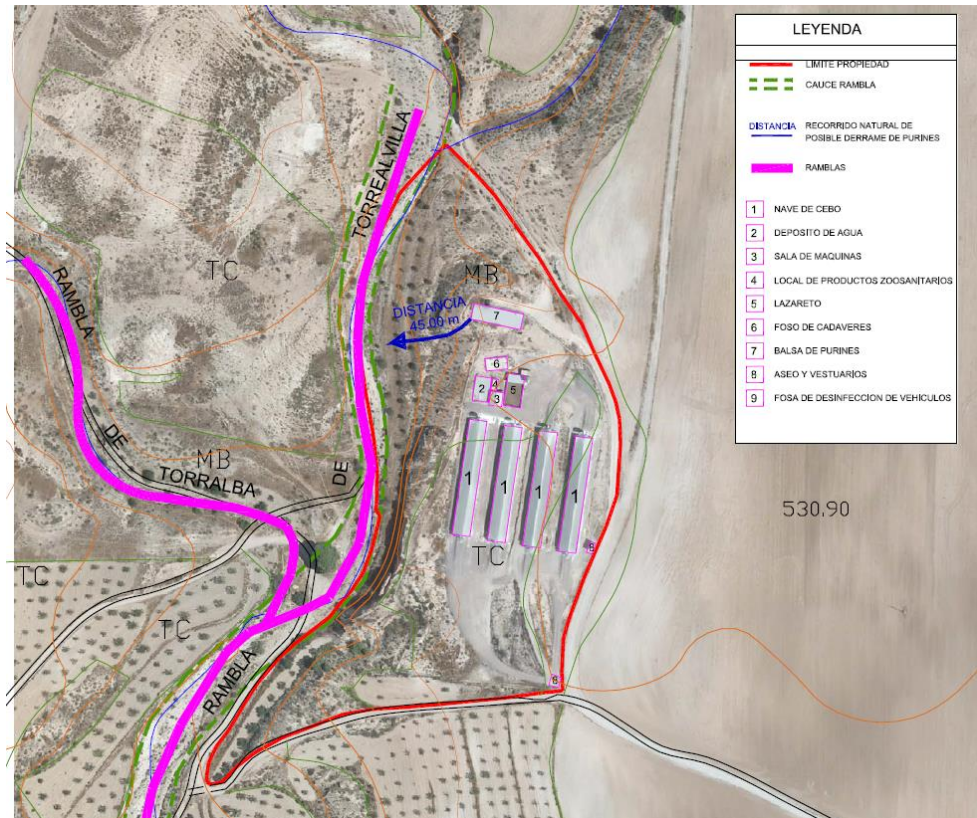 LEYENDA
LIMITE PROPIEDAD
CAUCE RAMBLA
DISTANCIA
RECORRIDO NATURAL DE
POSIBLE DERRAME DE PURINES
RAMBLAS
1 NAVE DE CEBO
2 DEPOSITO DE AGUA
3 SALA DE MAQUINAS
4 LOCAL DE PRODUCTOS ZOOSANITARIOS
5 LAZARETO
6 FOSO DE CADAVERES
7 BALSA DE PURINES
8 ASEO Y VESTUARIOS
9 FOSA DE DESINFECCION DE VEHICULOS
TORREALVILLA
TC
MB
RAMBLA
DISTANCIA
45.00 m
7
6
2
4
3
5
DE
MB
TORRALBA
DE
1
1
1
1
530,90
TC
TC
TC
RAMBLA
8